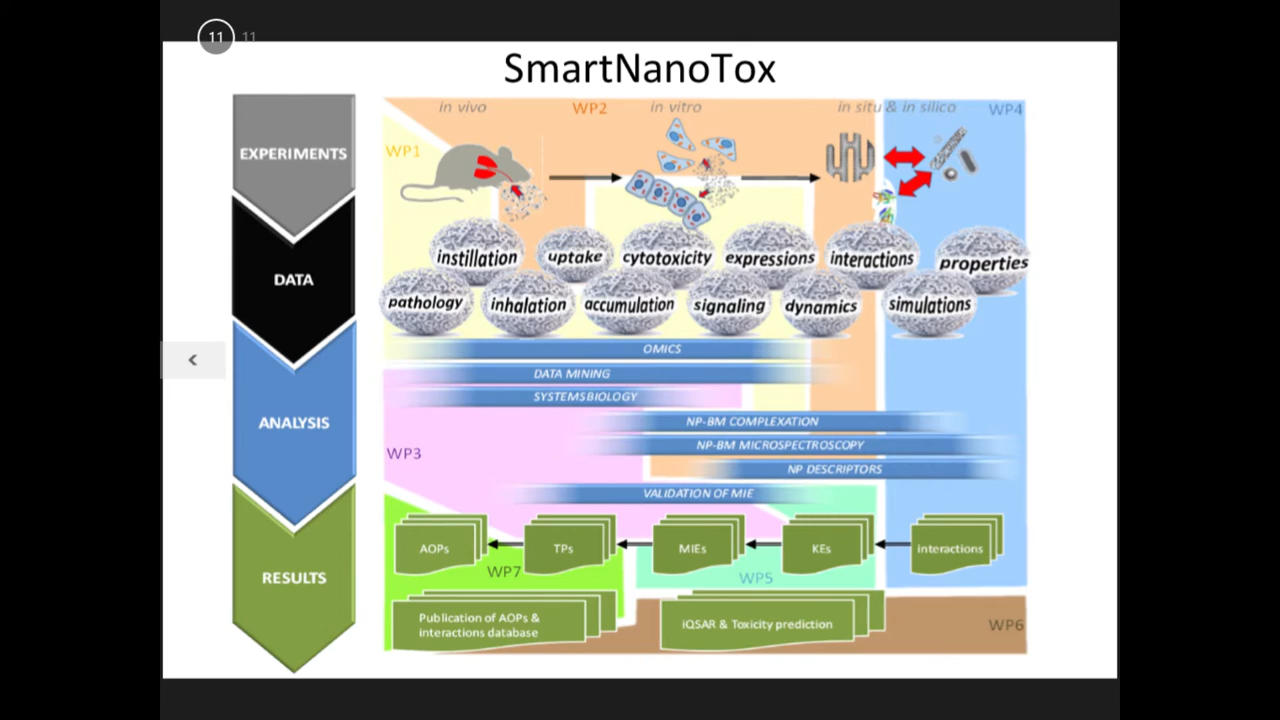 11 11
SmartNanoTox
in vivo WP2 in vitro in situ & in silico WP4
WP1
EXPERIMENTS
DATA
instillation uptake cytotoxicity expressions interactions properties
pathology inhalation accumulation signaling dynamics simulations
OMICS
DATA MINING
SYSTEMSBIOLOGY
ANALYSIS
NP-BM COMPLEXATION
NP-BM MICROSPECTROSCOPY
WP3
NP DESCRIPTORS
VALIDATION OF MIE
RESULTS
AOPs TPs MIEs KEs interactions
WP7 WP5
Publication of AOPs &
interactions database
iQSAR & Toxicity prediction
WP6